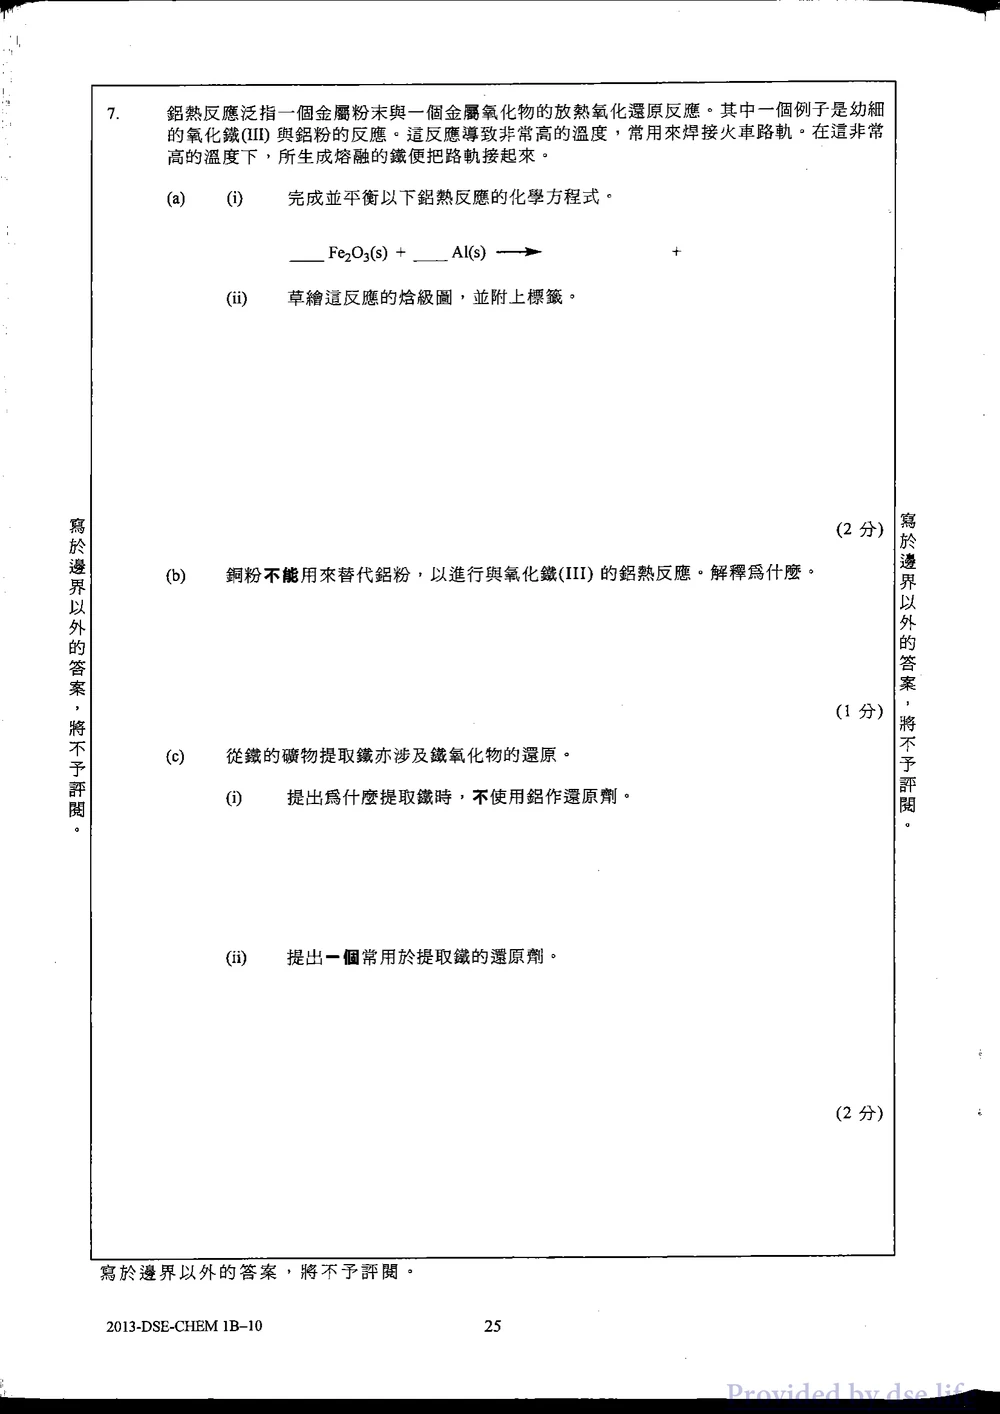 7. 鋁熱反應泛指一個金屬粉末與一個金屬氧化物的放熱氧化還原反應。其中一個例子是幼細
的氧化鐵(III) 與鋁粉的反應。這反應導致非常高的溫度，常用來焊接火車路軌。在這非常
高的溫度下，所生成熔融的鐵便把路軌接起來。
(a) (i) 完成並平衡以下鋁熱反應的化學方程式。
____ Fe₂O₃(s) + ____ Al(s) ⟶ +
(ii) 草繪這反應的焓級圖，並附上標籤。
(2 分)
(b) 銅粉不能用來替代鋁粉，以進行與氧化鐵(III) 的鋁熱反應。解釋爲什麼。
(1 分)
(c) 從鐵的礦物提取鐵亦涉及鐵氧化物的還原。
(i) 提出爲什麼提取鐵時，不使用鋁作還原劑。
(ii) 提出一個常用於提取鐵的還原劑。
(2 分)
寫於邊界以外的答案，將不予評閱。
寫於邊界以外的答案，將不予評閱。
寫於邊界以外的答案，將不予評閱。
2013-DSE-CHEM 1B–10
25
Provided by dse.life